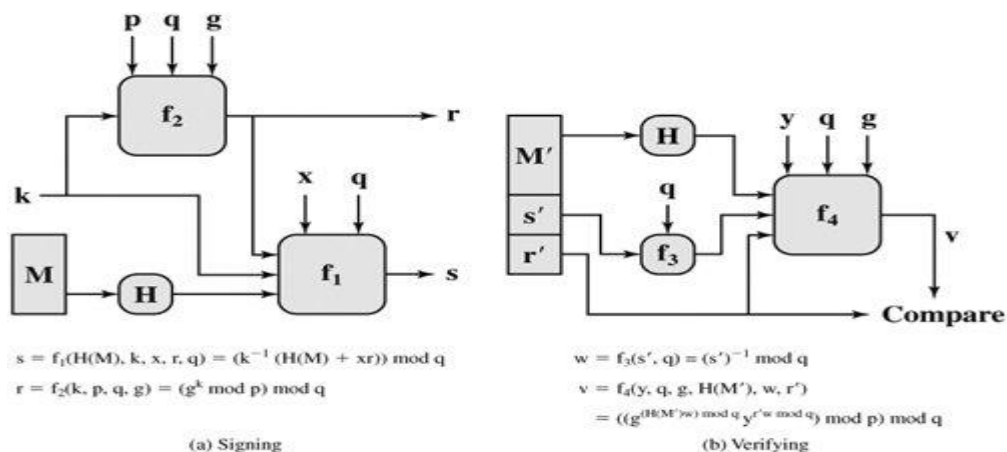 p q g
f₂
r
x q
k
f₁
s
M
H
s = f₁(H(M), k, x, r, q) = (k⁻¹ (H(M) + xr)) mod q
r = f₂(k, p, q, g) = (gᵏ mod p) mod q
(a) Signing
y q g
H
M′
q
f₄
s′
f₃
v
r′
Compare
w = f₃(s′, q) = (s′)⁻¹ mod q
v = f₄(y, q, g, H(M′), w, r′)
= ((g^(H(M′)w) mod q y^r′w mod q) mod p) mod q
(b) Verifying